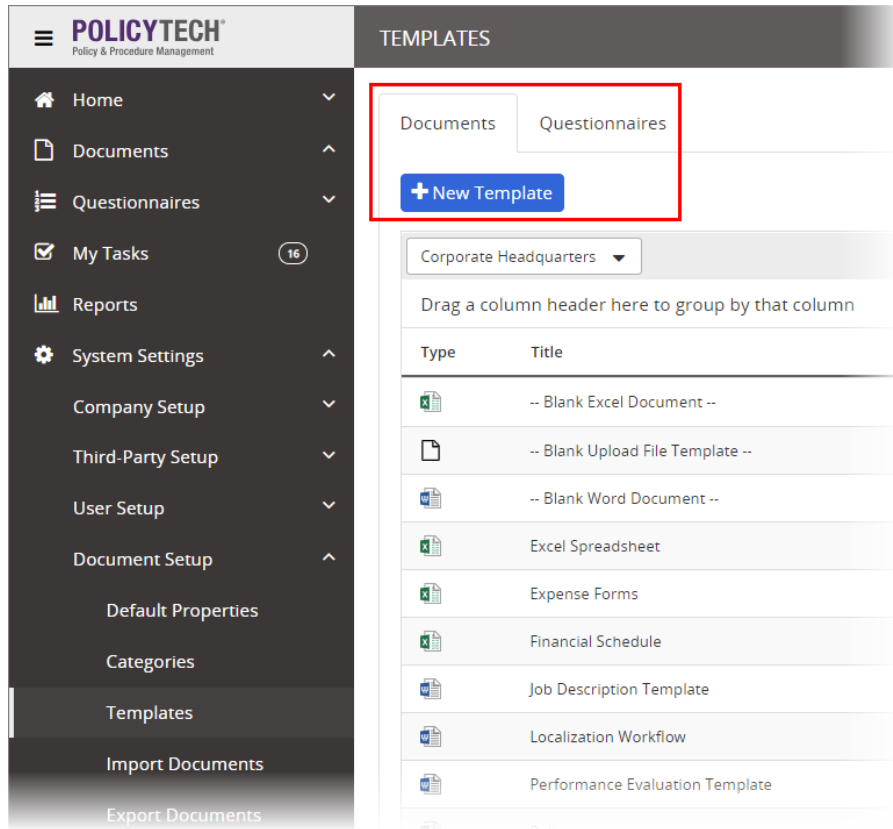 POLICYTECH®
Policy & Procedure Management
TEMPLATES
Home
Documents
Questionnaires
My Tasks 16
Reports
System Settings
Company Setup
Third-Party Setup
User Setup
Document Setup
Default Properties
Categories
Templates
Import Documents
Export Documents
Documents Questionnaires
New Template
Corporate Headquarters
Drag a column header here to group by that column
Type Title
-- Blank Excel Document --
-- Blank Upload File Template --
-- Blank Word Document --
Excel Spreadsheet
Expense Forms
Financial Schedule
Job Description Template
Localization Workflow
Performance Evaluation Template